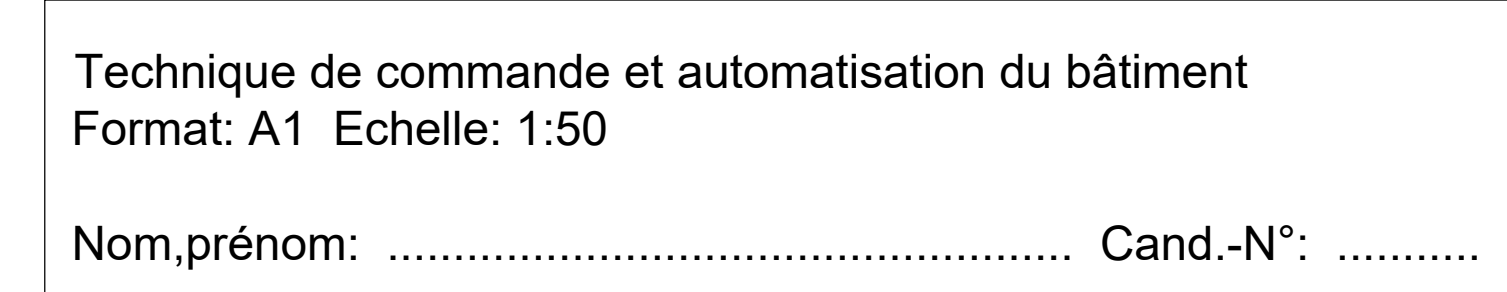 Technique de commande et automatisation du bâtiment
Format: A1 Echelle: 1:50
Nom,prénom: .................................................... Cand.-N°: ...........